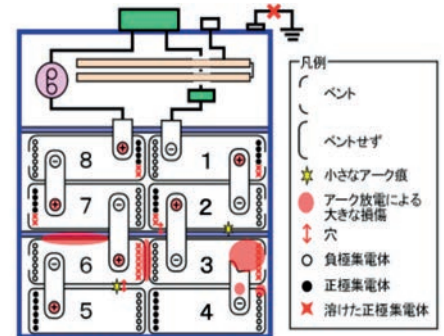 凡例
ベント
ベントせず
小さなアーク痕
アーク放電による
大きな損傷
穴
負極集電体
正極集電体
溶けた正極集電体
8
1
7
2
6
3
5
4